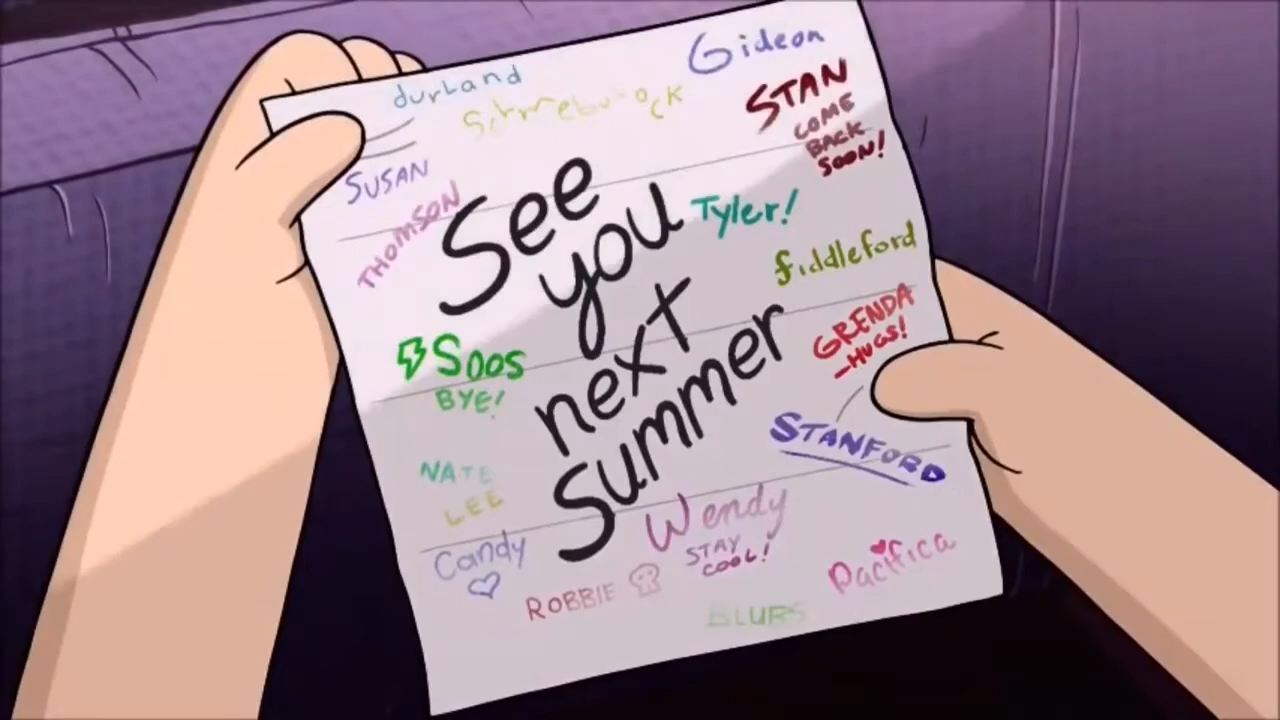 durland
Gideon
STAN
COME
BACK
SOON!
SUSAN
THOMSON
See
you
next
summer
Tyler!
fiddleford
GRENDA
-HUGS!
Soos
BYE!
STANFORD
NATE
LEE
Candy
Wendy
STAY
COOL!
ROBBIE
Pacifica
BLUBS